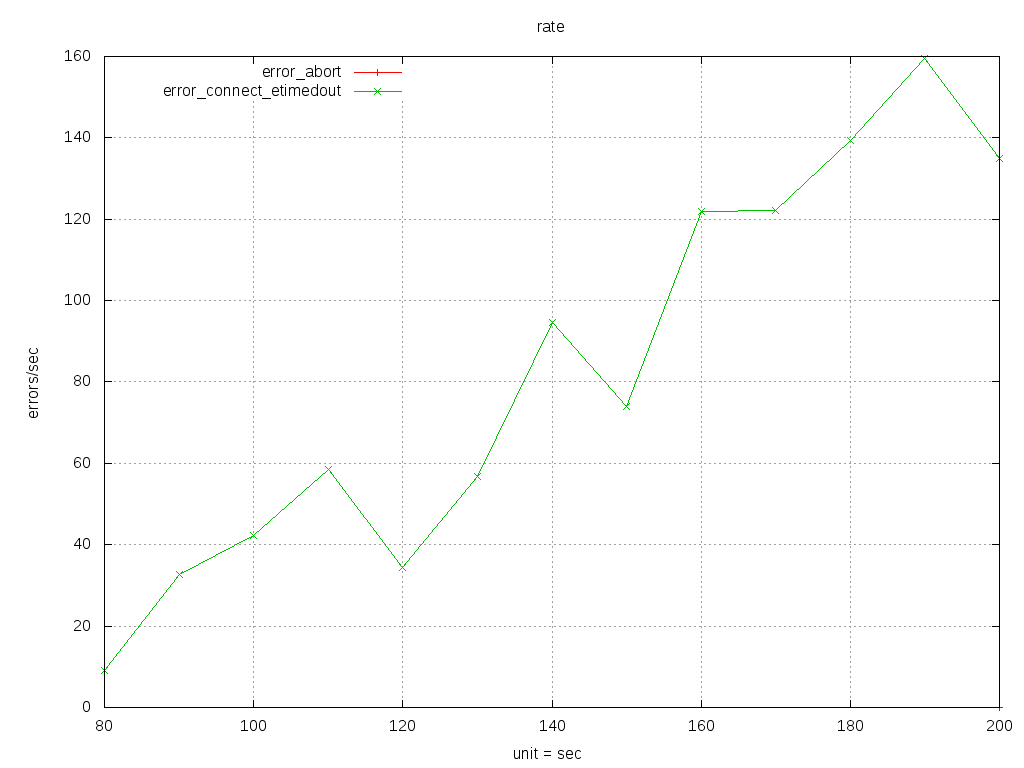 rate
160
error_abort
error_connect_etimedout
140
120
100
80
errors/sec
60
40
20
0
80 100 120 140 160 180 200
unit = sec